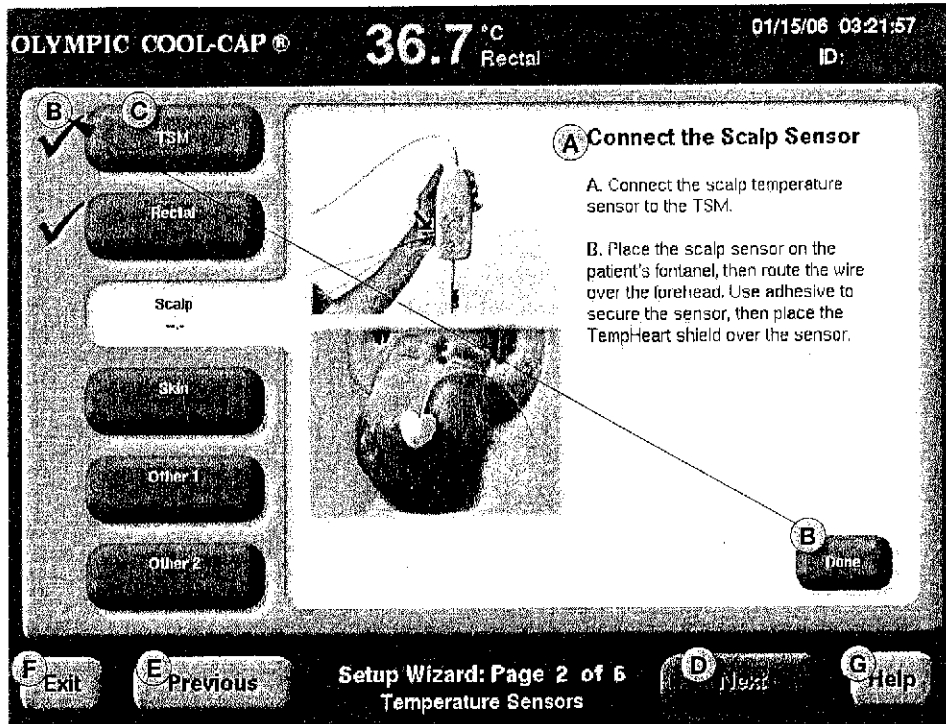 OLYMPIC COOL-CAP®
36.7 °C
Rectal
01/15/06 03:21:57
ID:
B
C
TSM
Rectal
Scalp
--.-
Skin
Other 1
Other 2
A
Connect the Scalp Sensor
A. Connect the scalp temperature
sensor to the TSM.
B. Place the scalp sensor on the
patient's fontanel, then route the wire
over the forehead. Use adhesive to
secure the sensor, then place the
TempHeart shield over the sensor.
B
Done
F
Exit
E
Previous
Setup Wizard: Page 2 of 6
Temperature Sensors
D
Next
G
Help